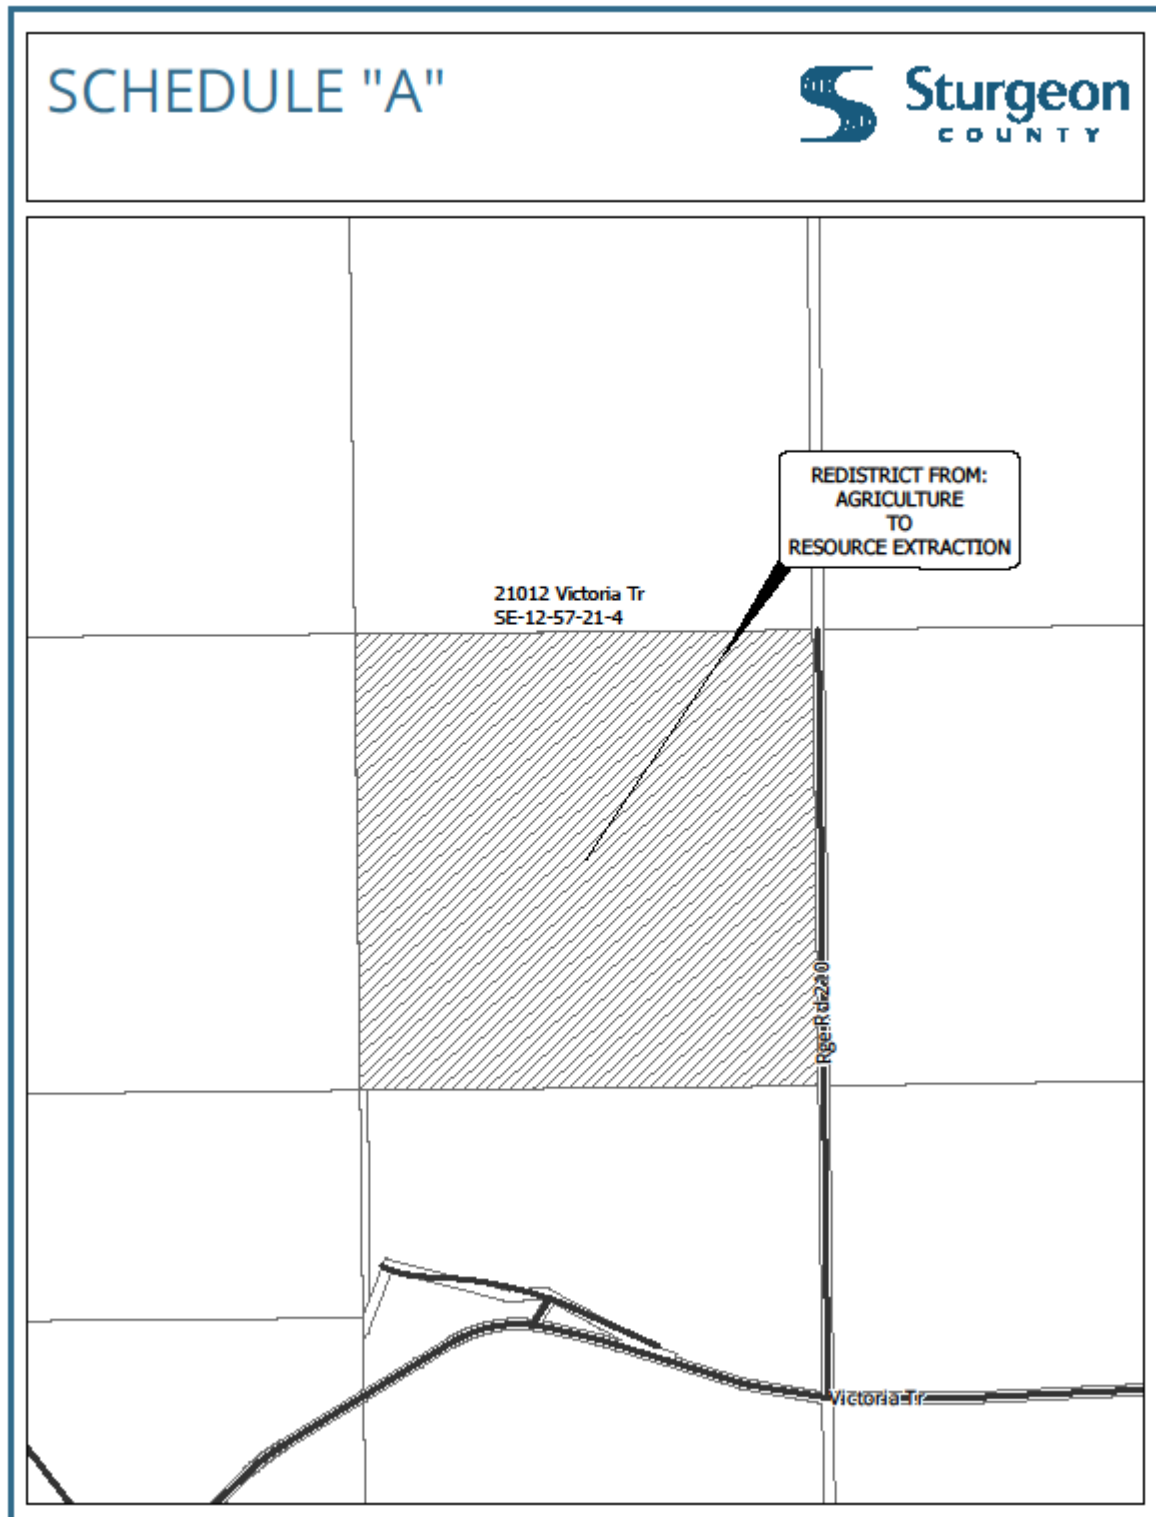 SCHEDULE "A"
Sturgeon
COUNTY
REDISTRICT FROM:
AGRICULTURE
TO
RESOURCE EXTRACTION
21012 Victoria Tr
SE-12-57-21-4
Rge Rd 210
Victoria Tr